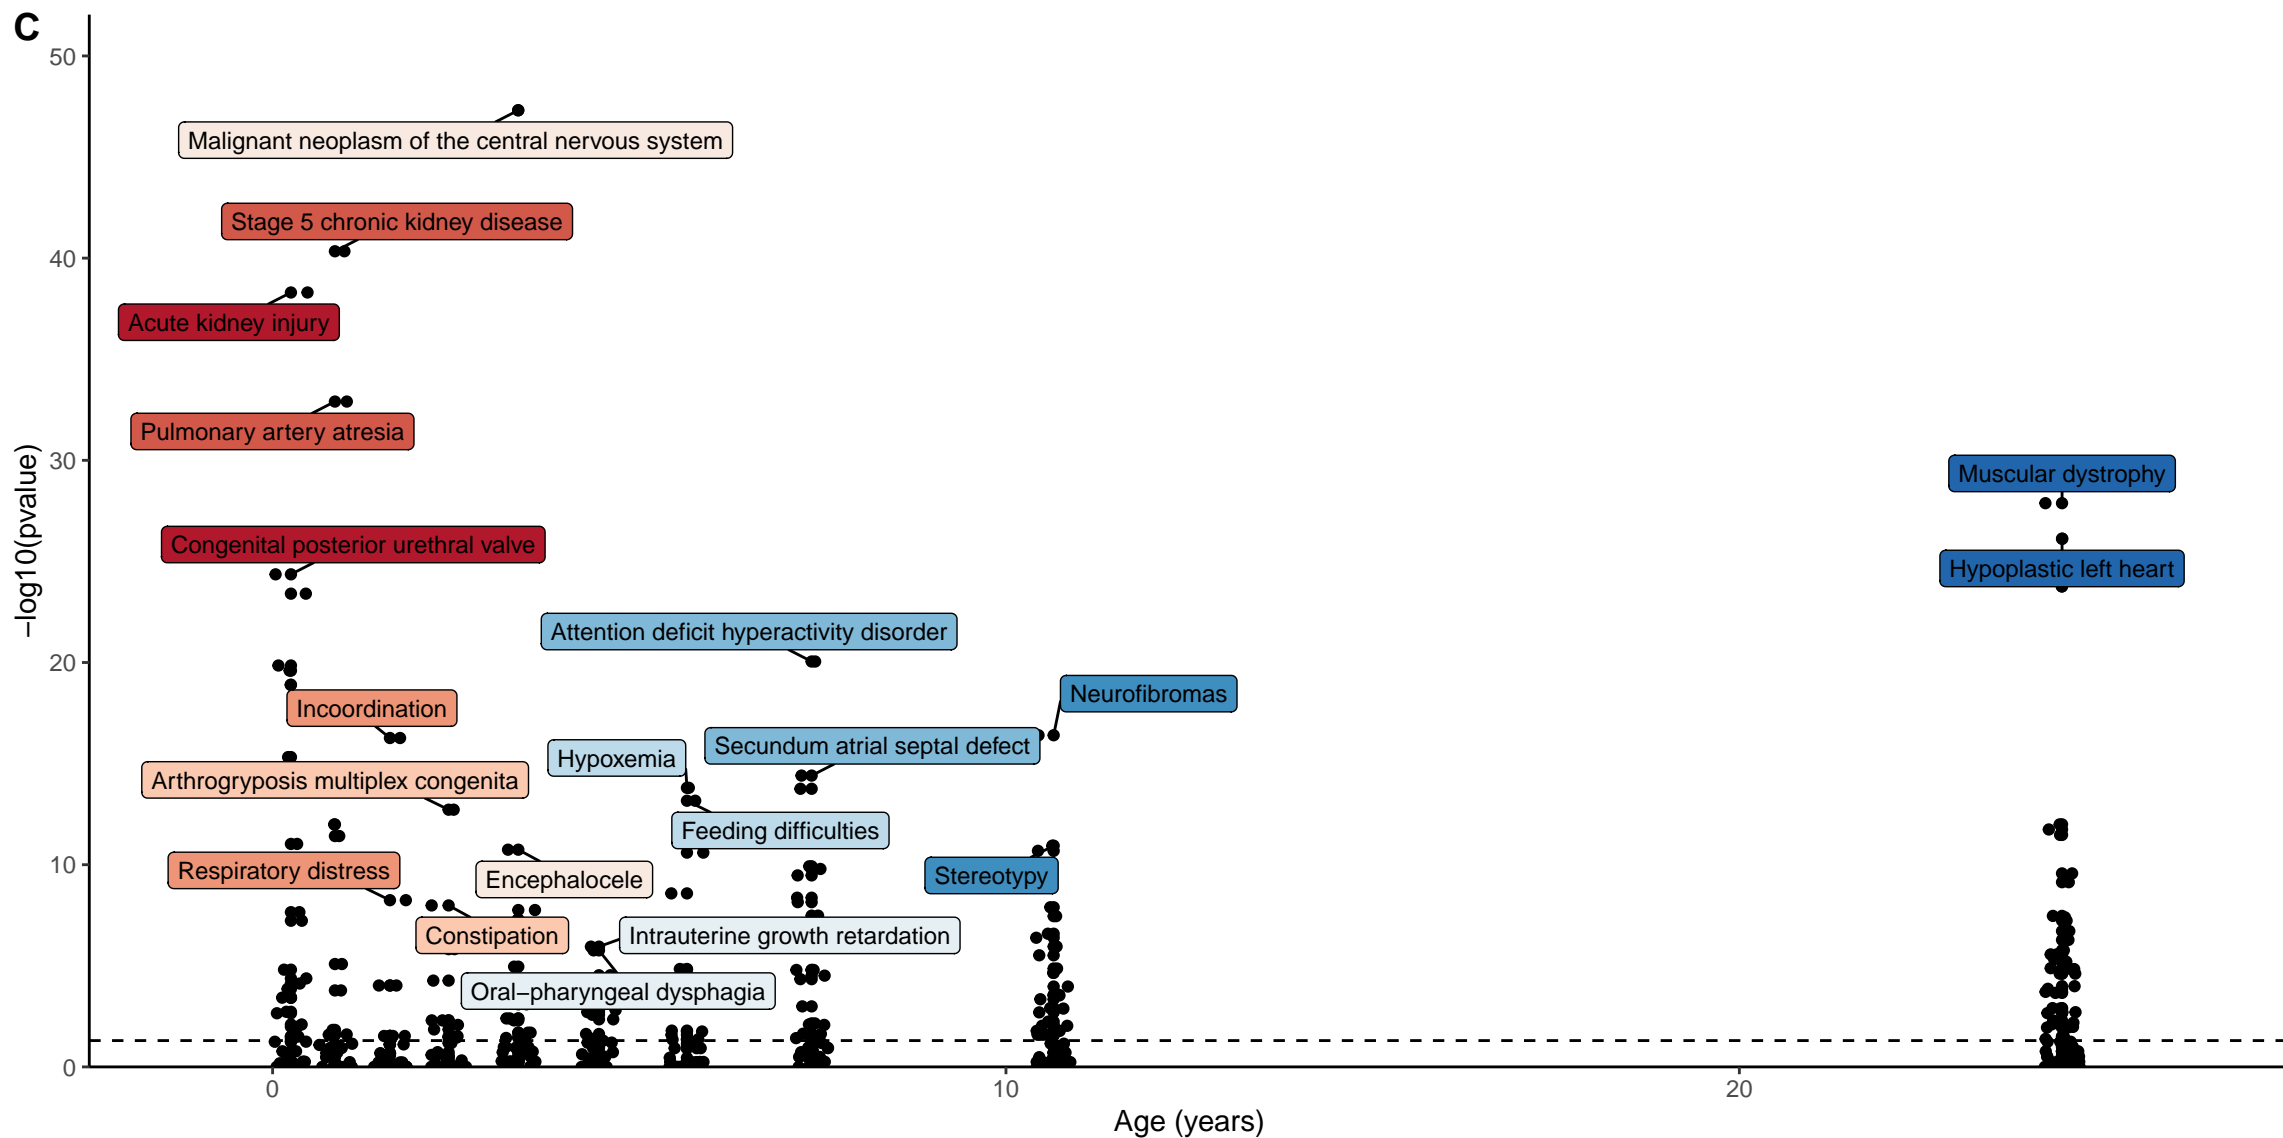 C
50
Malignant neoplasm of the central nervous system
Stage 5 chronic kidney disease
40
Acute kidney injury
Pulmonary artery atresia
30
Muscular dystrophy
Congenital posterior urethral valve
Hypoplastic left heart
−log10(pvalue)
Attention deficit hyperactivity disorder
20
Neurofibromas
Incoordination
Secundum atrial septal defect
Hypoxemia
Arthrogryposis multiplex congenita
Feeding difficulties
10
Respiratory distress
Encephalocele
Stereotypy
Constipation
Intrauterine growth retardation
Oral−pharyngeal dysphagia
0
0
10
20
Age (years)